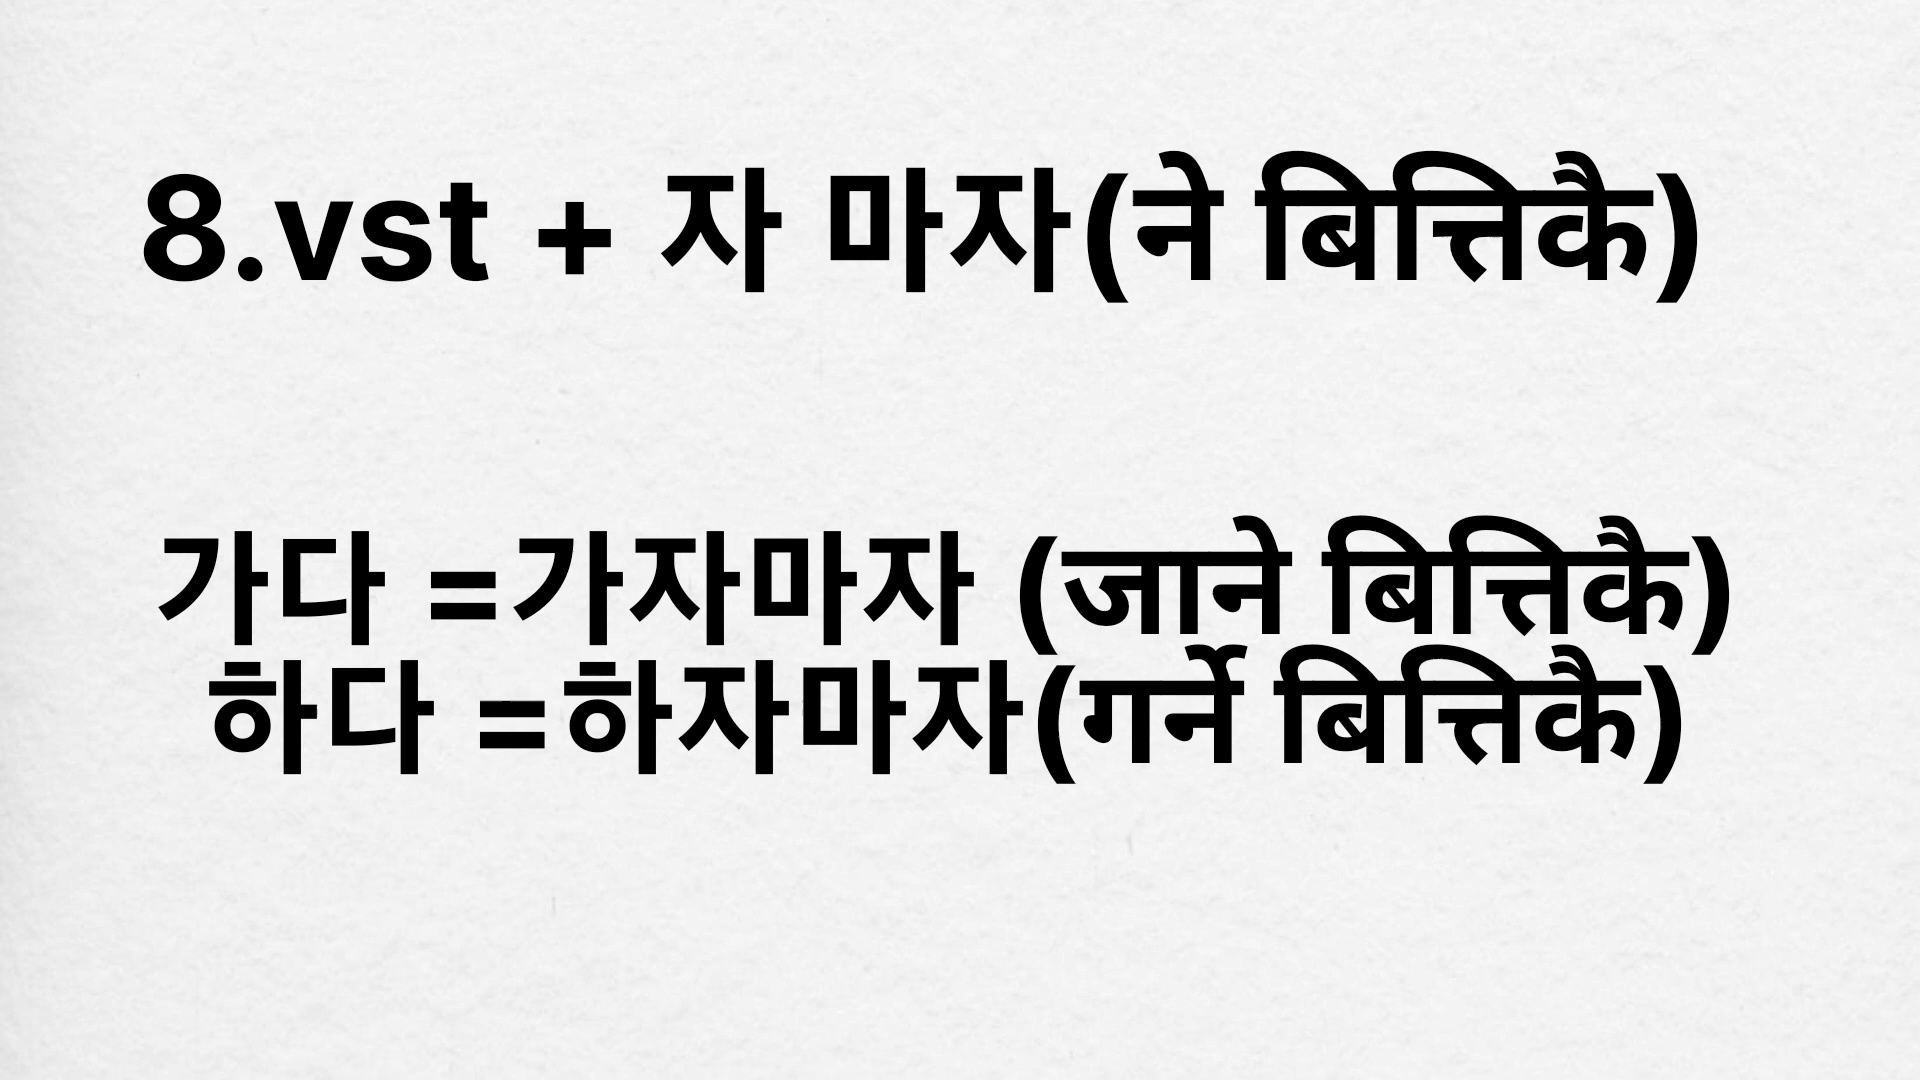 8.vst + 자 마자(ने बित्तिकै)
가다 =가자마자 (जाने बित्तिकै)
하다 =하자마자(गर्ने बित्तिकै)